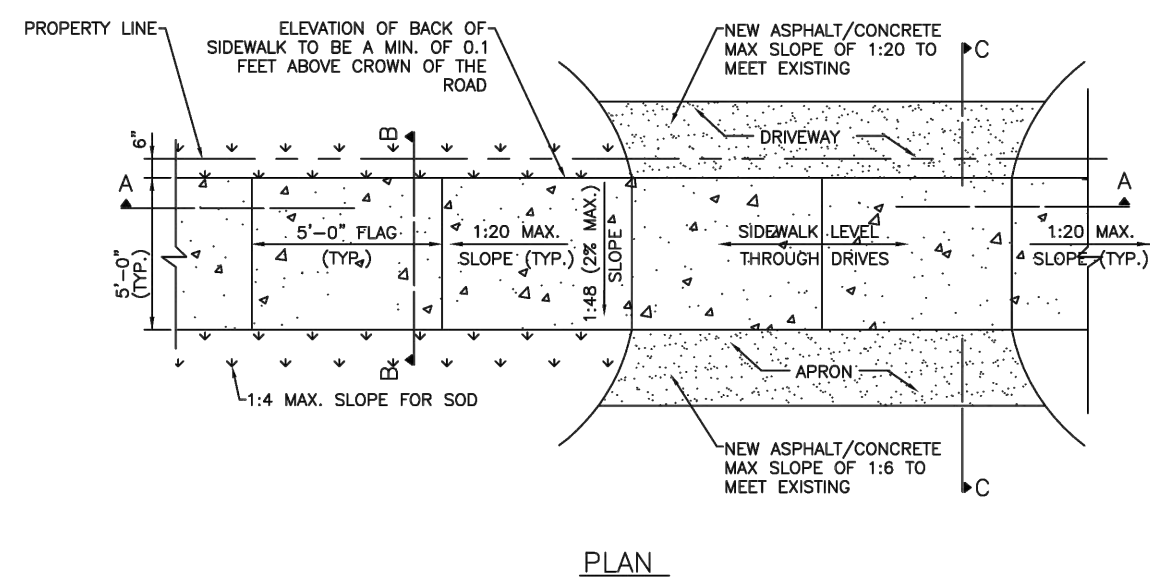 PROPERTY LINE
ELEVATION OF BACK OF
SIDEWALK TO BE A MIN. OF 0.1
FEET ABOVE CROWN OF THE
ROAD
NEW ASPHALT/CONCRETE
MAX SLOPE OF 1:20 TO
MEET EXISTING
C
DRIVEWAY
6"
B
A
A
5'-0"
(TYP.)
5'-0" FLAG
(TYP.)
1:20 MAX.
SLOPE (TYP.)
1:48 (2% MAX.)
SLOPE
SIDEWALK LEVEL
THROUGH DRIVES
1:20 MAX.
SLOPE (TYP.)
B
1:4 MAX. SLOPE FOR SOD
APRON
NEW ASPHALT/CONCRETE
MAX SLOPE OF 1:6 TO
MEET EXISTING
C
PLAN